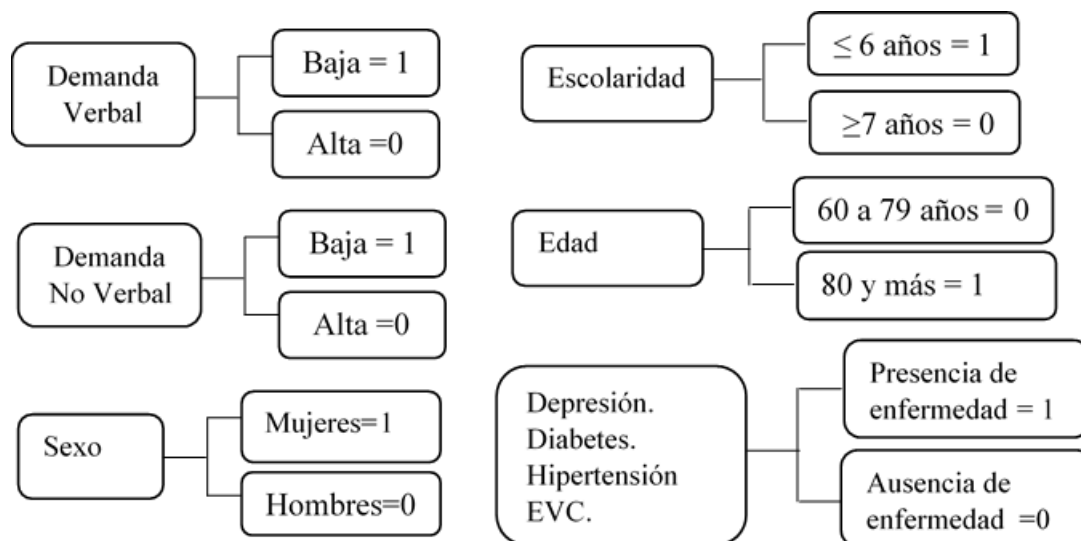 Demanda
Verbal
Baja = 1
Alta =0
Demanda
No Verbal
Baja = 1
Alta =0
Sexo
Mujeres=1
Hombres=0
Escolaridad
≤ 6 años = 1
≥7 años = 0
Edad
60 a 79 años = 0
80 y más = 1
Depresión.
Diabetes.
Hipertensión
EVC.
Presencia de
enfermedad = 1
Ausencia de
enfermedad =0